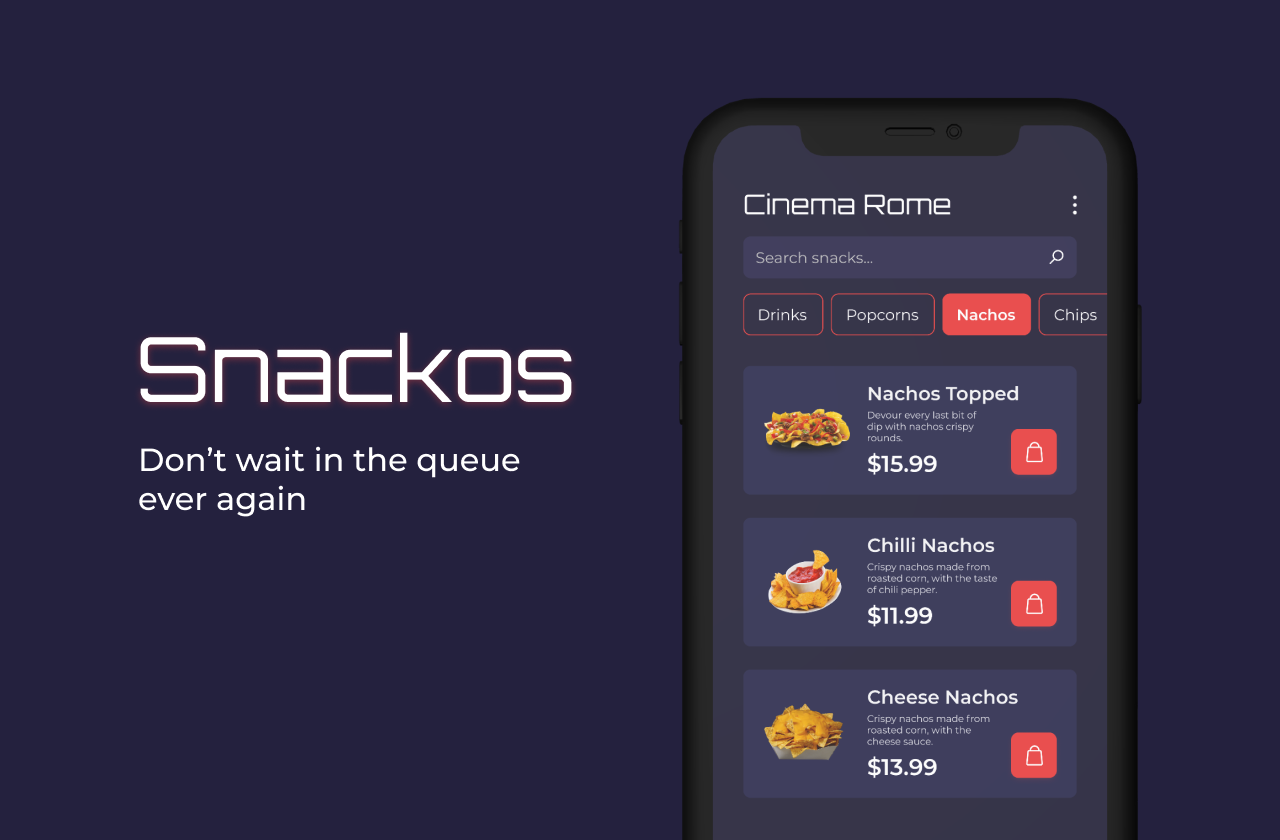 Snackos
Don’t wait in the queue
ever again
Cinema Rome
Search snacks...
Drinks
Popcorns
Nachos
Chips
Nachos Topped
Devour every last bit of
dip with nachos crispy
rounds.
$15.99
Chilli Nachos
Crispy nachos made from
roasted corn, with the taste
of chili pepper.
$11.99
Cheese Nachos
Crispy nachos made from
roasted corn, with the
cheese sauce.
$13.99